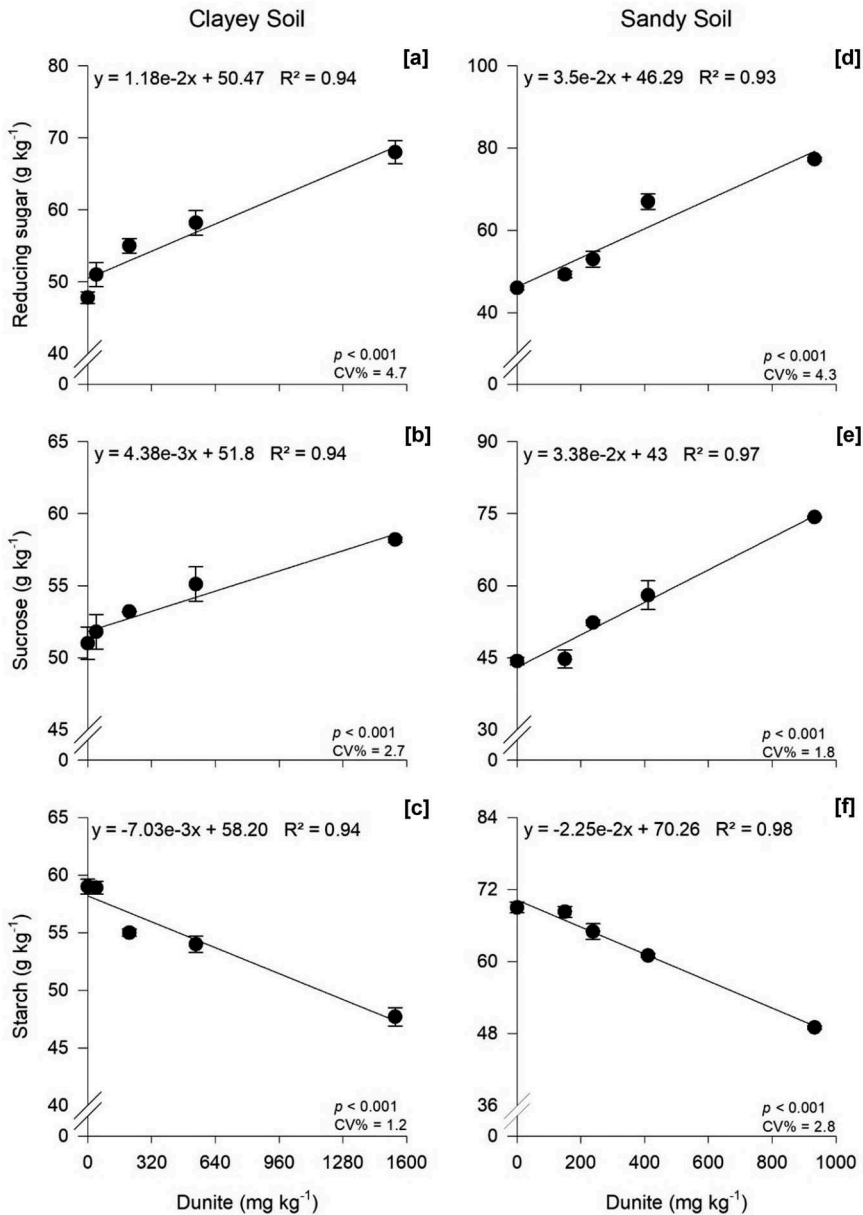 Clayey Soil
Sandy Soil
[a]
y = 1.18e-2x + 50.47 R² = 0.94
80
70
60
50
40
0
Reducing sugar (g kg⁻¹)
p < 0.001
CV% = 4.7
[d]
y = 3.5e-2x + 46.29 R² = 0.93
100
80
60
40
0
p < 0.001
CV% = 4.3
[b]
y = 4.38e-3x + 51.8 R² = 0.94
65
60
55
50
45
0
Sucrose (g kg⁻¹)
p < 0.001
CV% = 2.7
[e]
y = 3.38e-2x + 43 R² = 0.97
90
75
60
45
30
0
p < 0.001
CV% = 1.8
[c]
y = -7.03e-3x + 58.20 R² = 0.94
65
60
55
50
45
40
0
Starch (g kg⁻¹)
p < 0.001
CV% = 1.2
0 320 640 960 1280 1600
Dunite (mg kg⁻¹)
[f]
y = -2.25e-2x + 70.26 R² = 0.98
84
72
60
48
36
0
p < 0.001
CV% = 2.8
0 200 400 600 800 1000
Dunite (mg kg⁻¹)